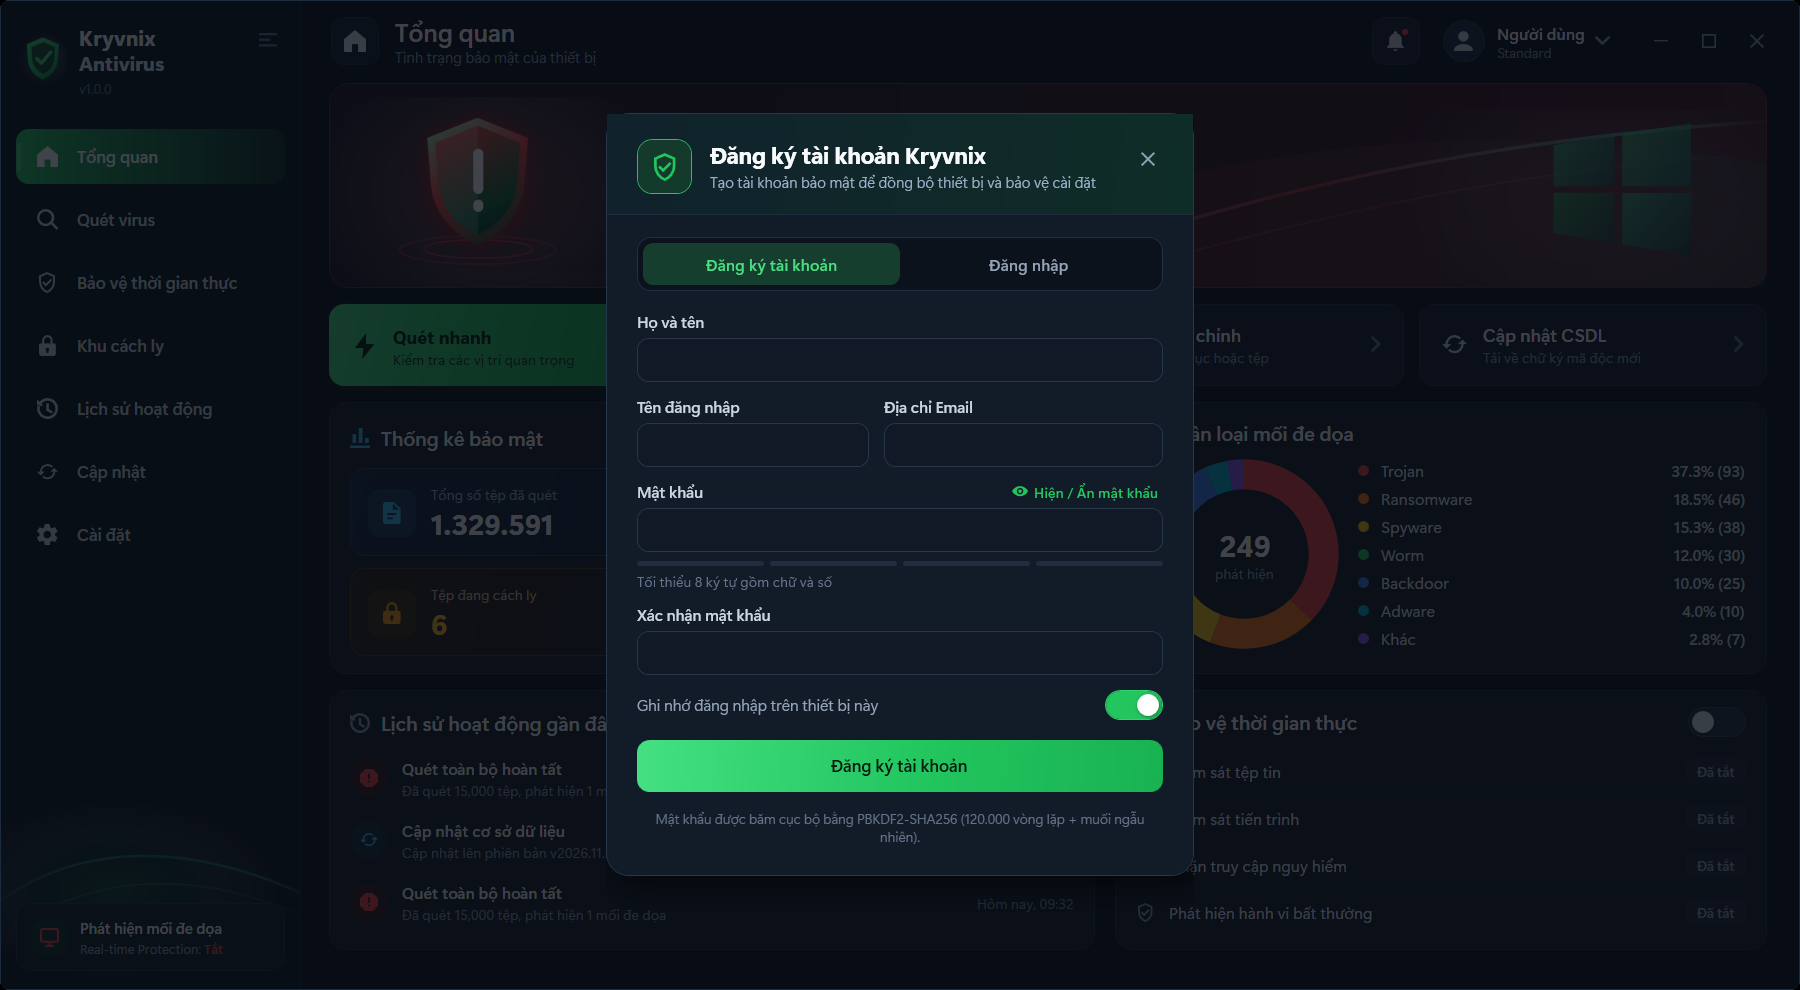 Kryvnix
Antivirus
v1.0.0
Tổng quan
Quét virus
Bảo vệ thời gian thực
Khu cách ly
Lịch sử hoạt động
Cập nhật
Cài đặt
Phát hiện mối đe dọa
Real-time Protection: Tắt
Tổng quan
Tình trạng bảo mật của thiết bị
Người dùng
Standard
Quét nhanh
Kiểm tra các vị trí quan trọng
chỉnh
ục hoặc tệp
Cập nhật CSDL
Tải về chữ ký mã độc mới
Thống kê bảo mật
Tổng số tệp đã quét
1.329.591
Tệp đang cách ly
6
ân loại mối đe dọa
249
phát hiện
Trojan 37.3% (93)
Ransomware 18.5% (46)
Spyware 15.3% (38)
Worm 12.0% (30)
Backdoor 10.0% (25)
Adware 4.0% (10)
Khác 2.8% (7)
Lịch sử hoạt động gần đâ
Quét toàn bộ hoàn tất
Đã quét 15,000 tệp, phát hiện 1 m
Cập nhật cơ sở dữ liệu
Cập nhật lên phiên bản v2026.11.
Quét toàn bộ hoàn tất
Đã quét 15,000 tệp, phát hiện 1 mối đe dọa
Hôm nay, 09:32
o vệ thời gian thực
m sát tệp tin Đã tắt
m sát tiến trình Đã tắt
ặn truy cập nguy hiểm Đã tắt
Phát hiện hành vi bất thường Đã tắt
Đăng ký tài khoản Kryvnix
Tạo tài khoản bảo mật để đồng bộ thiết bị và bảo vệ cài đặt
Đăng ký tài khoản Đăng nhập
Họ và tên
Tên đăng nhập Địa chỉ Email
Mật khẩu Hiện / Ẩn mật khẩu
Tối thiểu 8 ký tự gồm chữ và số
Xác nhận mật khẩu
Ghi nhớ đăng nhập trên thiết bị này
Đăng ký tài khoản
Mật khẩu được băm cục bộ bằng PBKDF2-SHA256 (120.000 vòng lặp + muối ngẫu
nhiên).